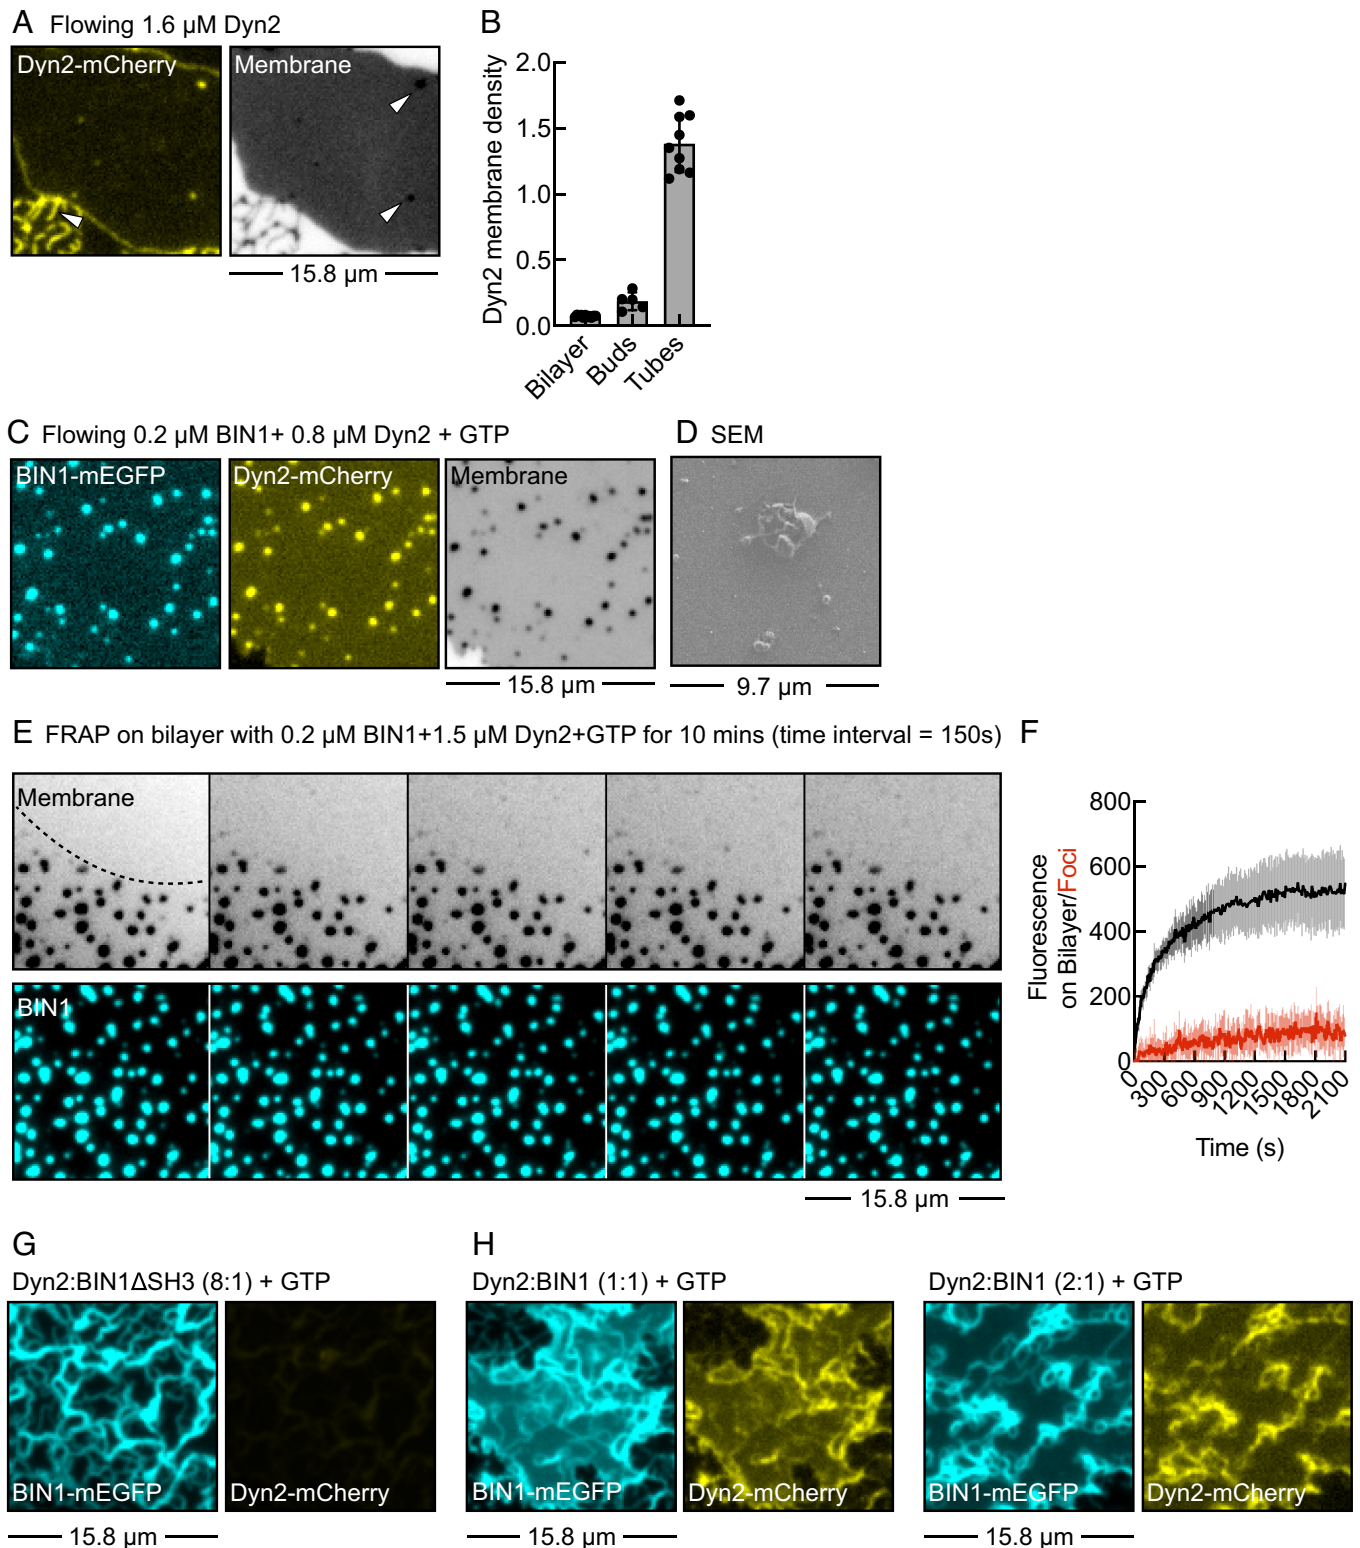 A Flowing 1.6 µM Dyn2
Dyn2-mCherry
Membrane
15.8 µm
B
Dyn2 membrane density
2.0
1.5
1.0
0.5
0.0
Bilayer
Buds
Tubes
C Flowing 0.2 µM BIN1+ 0.8 µM Dyn2 + GTP
BIN1-mEGFP
Dyn2-mCherry
Membrane
15.8 µm
D SEM
9.7 µm
E FRAP on bilayer with 0.2 µM BIN1+1.5 µM Dyn2+GTP for 10 mins (time interval = 150s)
Membrane
BIN1
15.8 µm
F
Fluorescence
on Bilayer/Foci
800
600
400
200
0
0
300
600
900
1200
1500
1800
2100
Time (s)
G
Dyn2:BIN1ΔSH3 (8:1) + GTP
BIN1-mEGFP
Dyn2-mCherry
15.8 µm
H
Dyn2:BIN1 (1:1) + GTP
BIN1-mEGFP
Dyn2-mCherry
15.8 µm
Dyn2:BIN1 (2:1) + GTP
BIN1-mEGFP
Dyn2-mCherry
15.8 µm